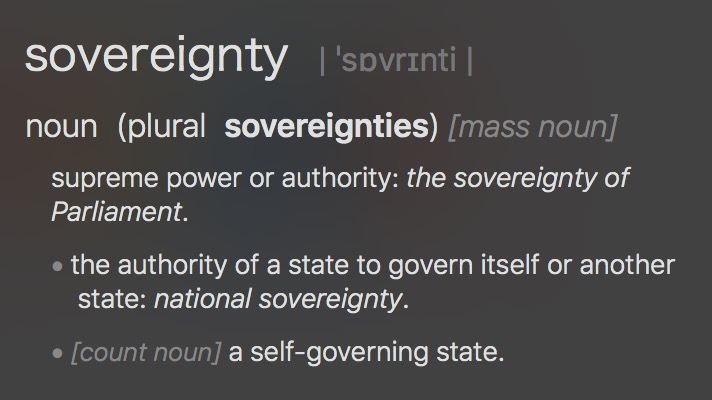 sovereignty | ˈsɒvrɪnti |
noun (plural sovereignties) [mass noun]
supreme power or authority: the sovereignty of
Parliament.
• the authority of a state to govern itself or another
state: national sovereignty.
• [count noun] a self-governing state.